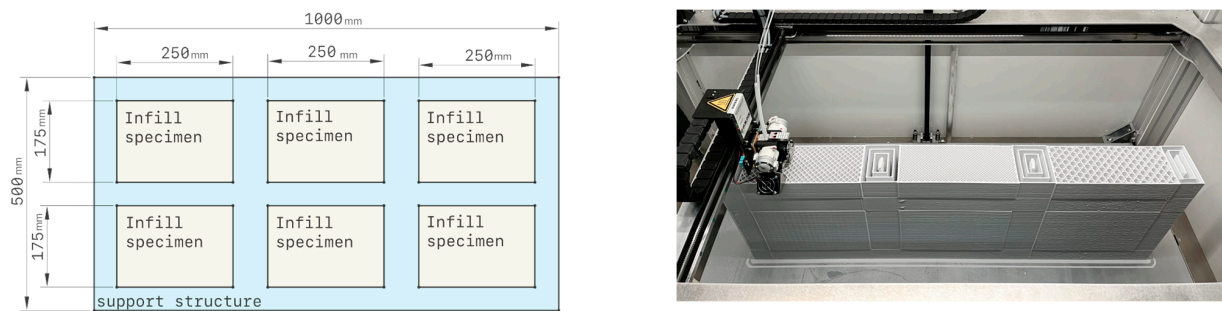 1000mm
250mm
250mm
250mm
500mm
175mm
Infill
specimen
Infill
specimen
Infill
specimen
175mm
Infill
specimen
Infill
specimen
Infill
specimen
support structure